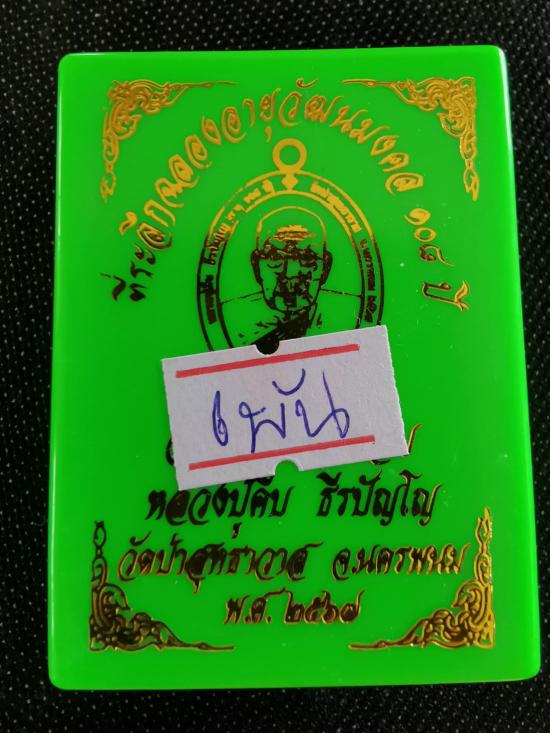 ที่ระลึกฉลองอายุวัฒนมงคล ๑๐๘ ปี
เพัน
หลวงปู่คีบ ธีรปัญโญ
วัดป่าสุทธาวาส จ.นครพนม
พ.ศ. ๒๕๖๗